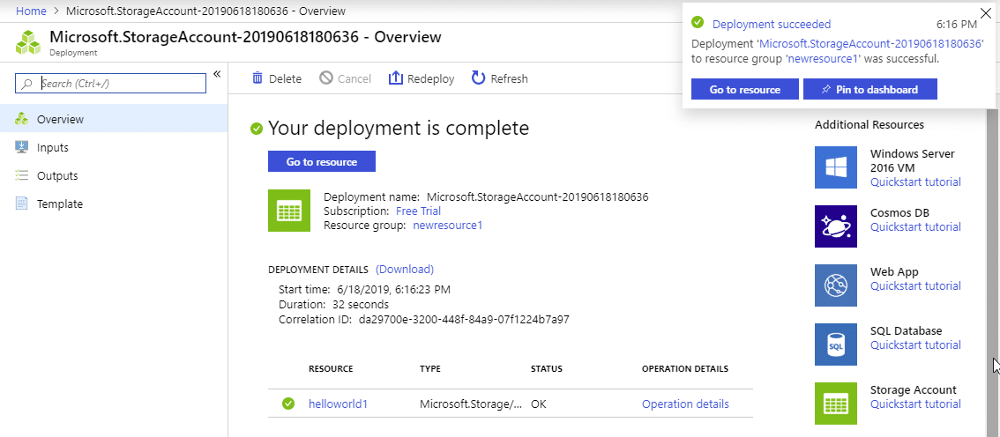 Home > Microsoft.StorageAccount-20190618180636 - Overview
Microsoft.StorageAccount-20190618180636 - Overview
Deployment
Search (Ctrl+/)
«
Overview
Inputs
Outputs
Template
Delete
Cancel
Redeploy
Refresh
Your deployment is complete
Go to resource
Deployment name: Microsoft.StorageAccount-20190618180636
Subscription: Free Trial
Resource group: newresource1
DEPLOYMENT DETAILS (Download)
Start time: 6/18/2019, 6:16:23 PM
Duration: 32 seconds
Correlation ID: da29700e-3200-448f-84a9-07f1224b7a97
RESOURCE TYPE STATUS OPERATION DETAILS
helloworld1 Microsoft.Storage/... OK Operation details
Deployment succeeded 6:16 PM
Deployment 'Microsoft.StorageAccount-20190618180636'
to resource group 'newresource1' was successful.
Go to resource
Pin to dashboard
Additional Resources
Windows Server
2016 VM
Quickstart tutorial
Cosmos DB
Quickstart tutorial
Web App
Quickstart tutorial
SQL
SQL Database
Quickstart tutorial
Storage Account
Quickstart tutorial